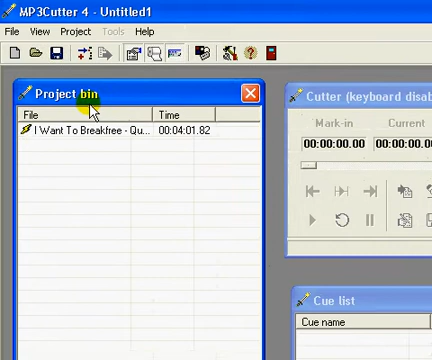 MP3Cutter 4 - Untitled1
File View Project Tools Help
Project bin
File Time
I Want To Breakfree - Qu... 00:04:01.82
Cutter (keyboard disab
Mark-in Current
00:00:00.00 00:00:00.00
Cue list
Cue name